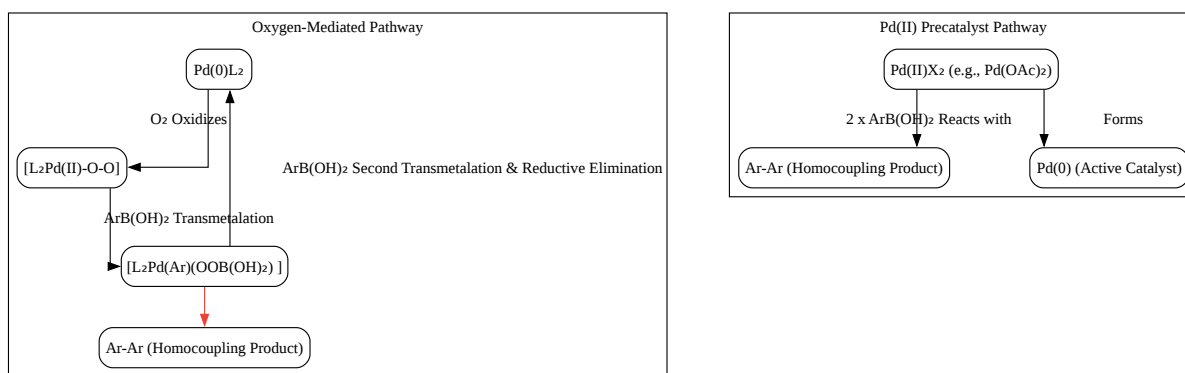 Oxygen-Mediated Pathway
Pd(0)L₂
O₂ Oxidizes
[L₂Pd(II)-O-O]
ArB(OH)₂ Second Transmetalation & Reductive Elimination
ArB(OH)₂ Transmetalation
[L₂Pd(Ar)(OOB(OH)₂) ]
Ar-Ar (Homocoupling Product)
Pd(II) Precatalyst Pathway
Pd(II)X₂ (e.g., Pd(OAc)₂)
2 x ArB(OH)₂ Reacts with
Forms
Ar-Ar (Homocoupling Product)
Pd(0) (Active Catalyst)